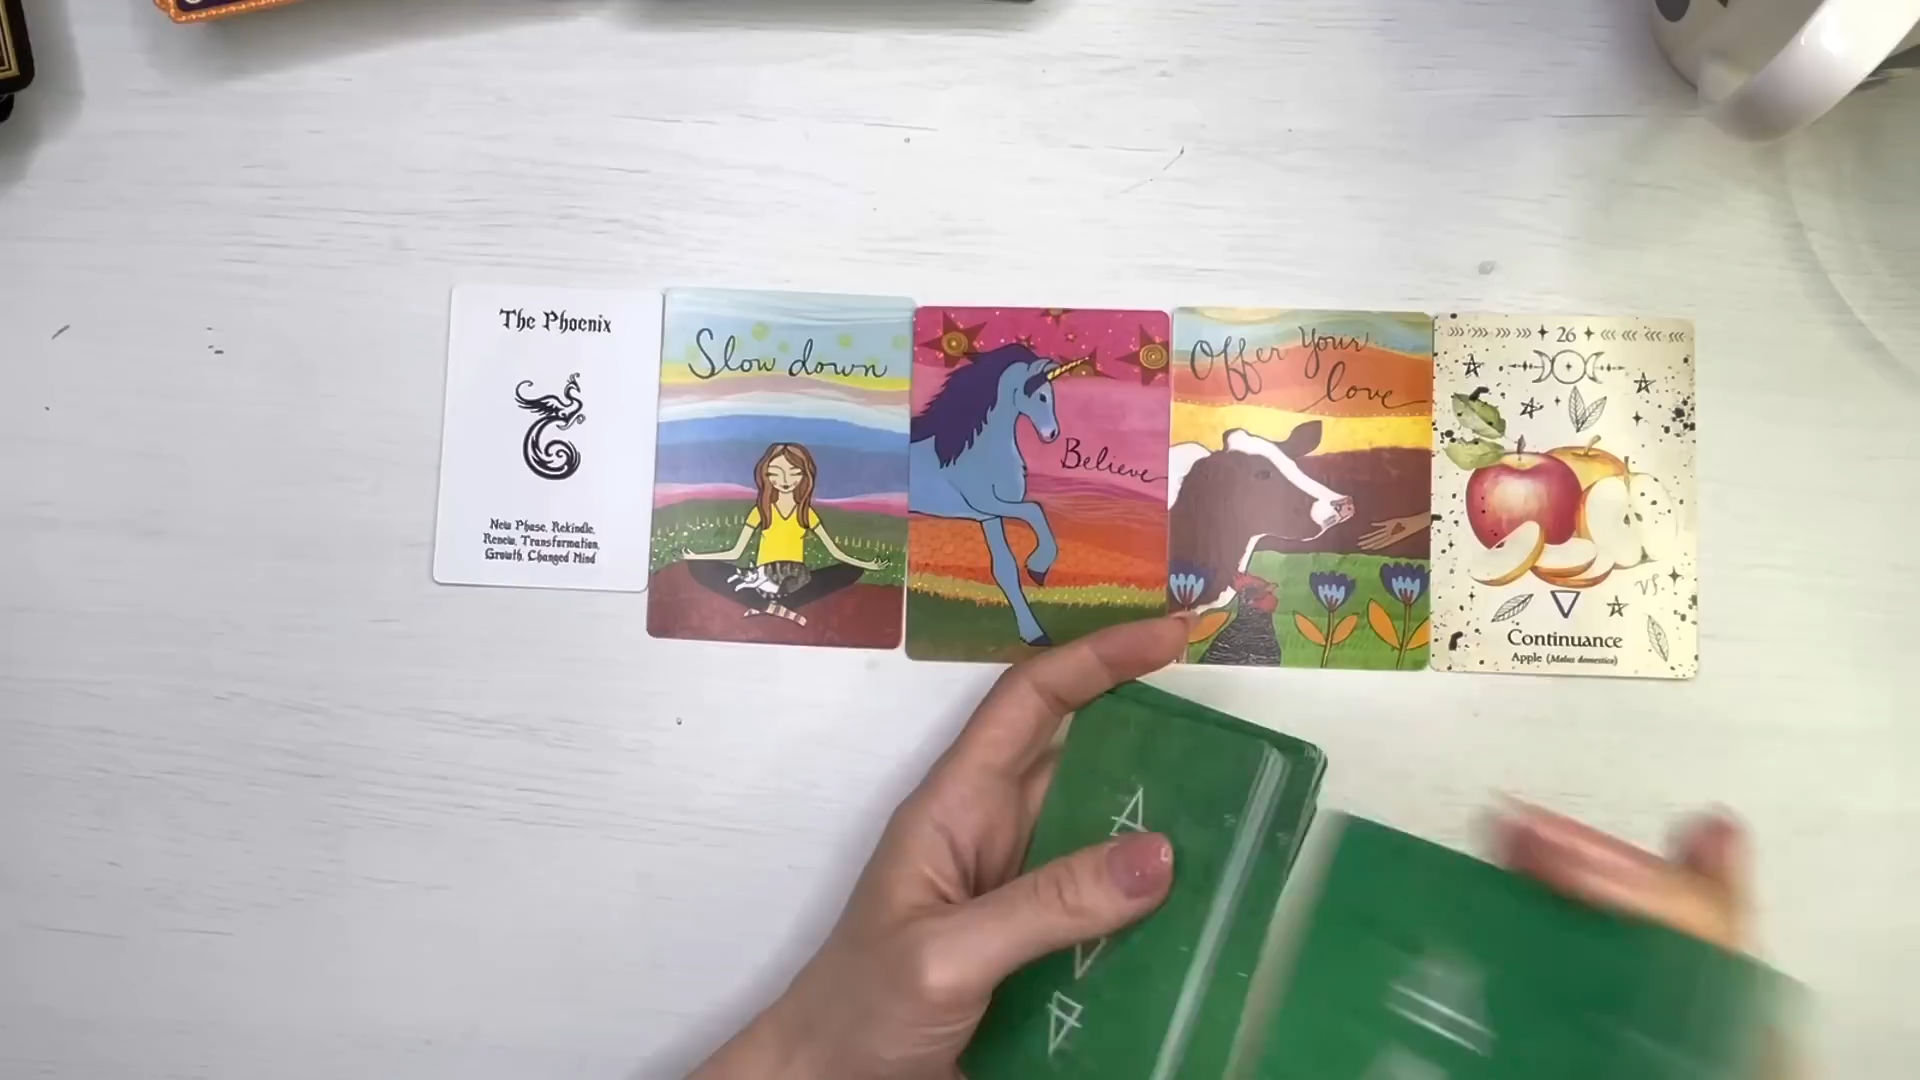 The Phoenix
New Phase, Rekindle,
Renew, Transformation,
Growth, Changed Mind
Slow down
Believe
Offer Your
love
26
VS.
Continuance
Apple (Malus domestica)